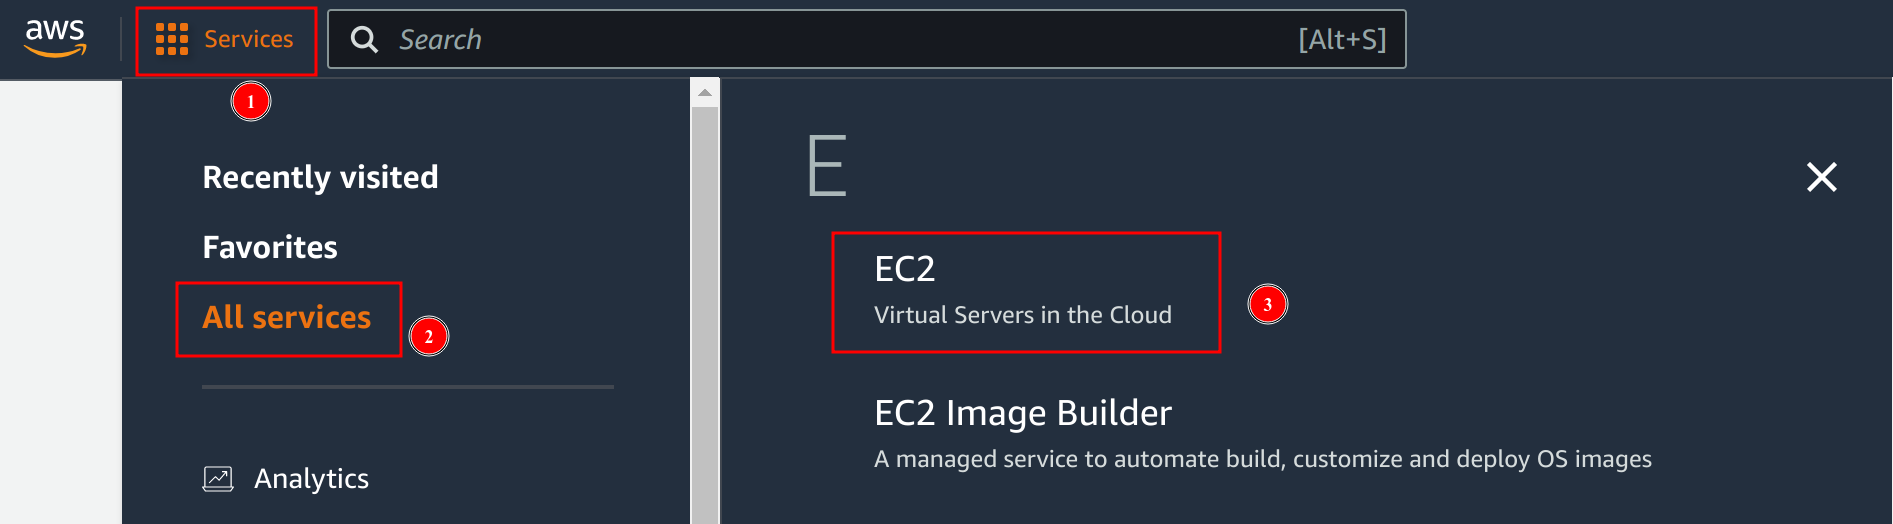 aws
Services
Search
[Alt+S]
1
Recently visited
Favorites
All services
2
Analytics
E
EC2
Virtual Servers in the Cloud
3
EC2 Image Builder
A managed service to automate build, customize and deploy OS images